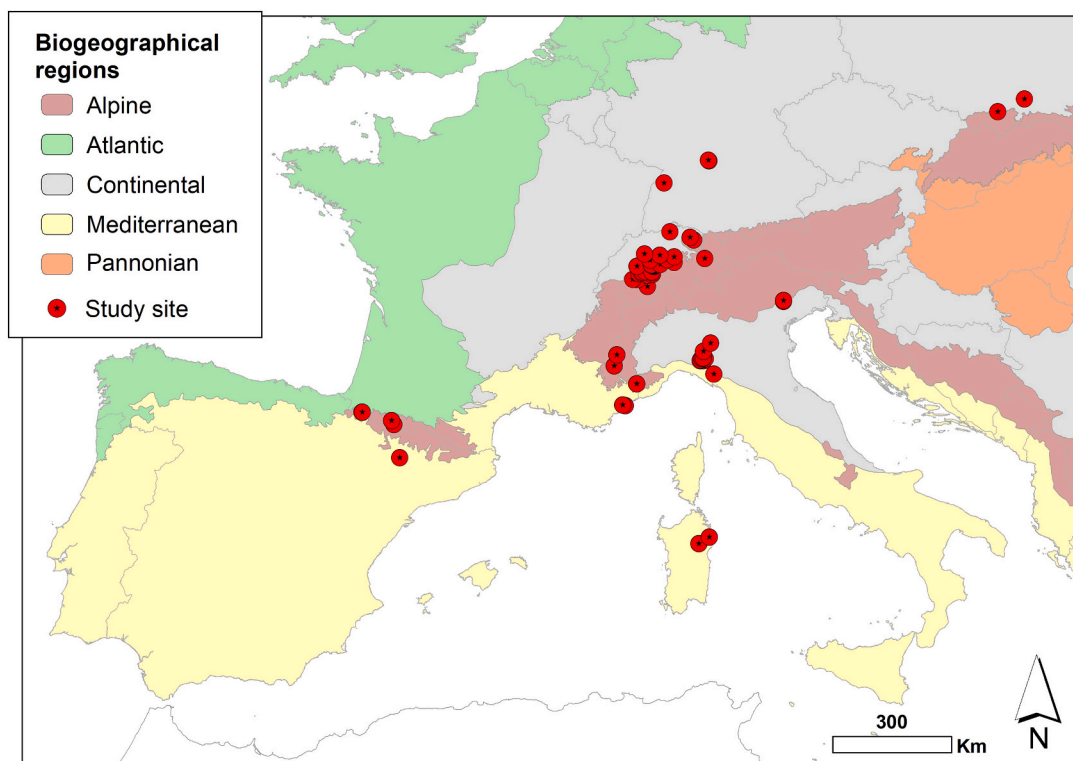 Biogeographical
regions
Alpine
Atlantic
Continental
Mediterranean
Pannonian
Study site
300
Km
N